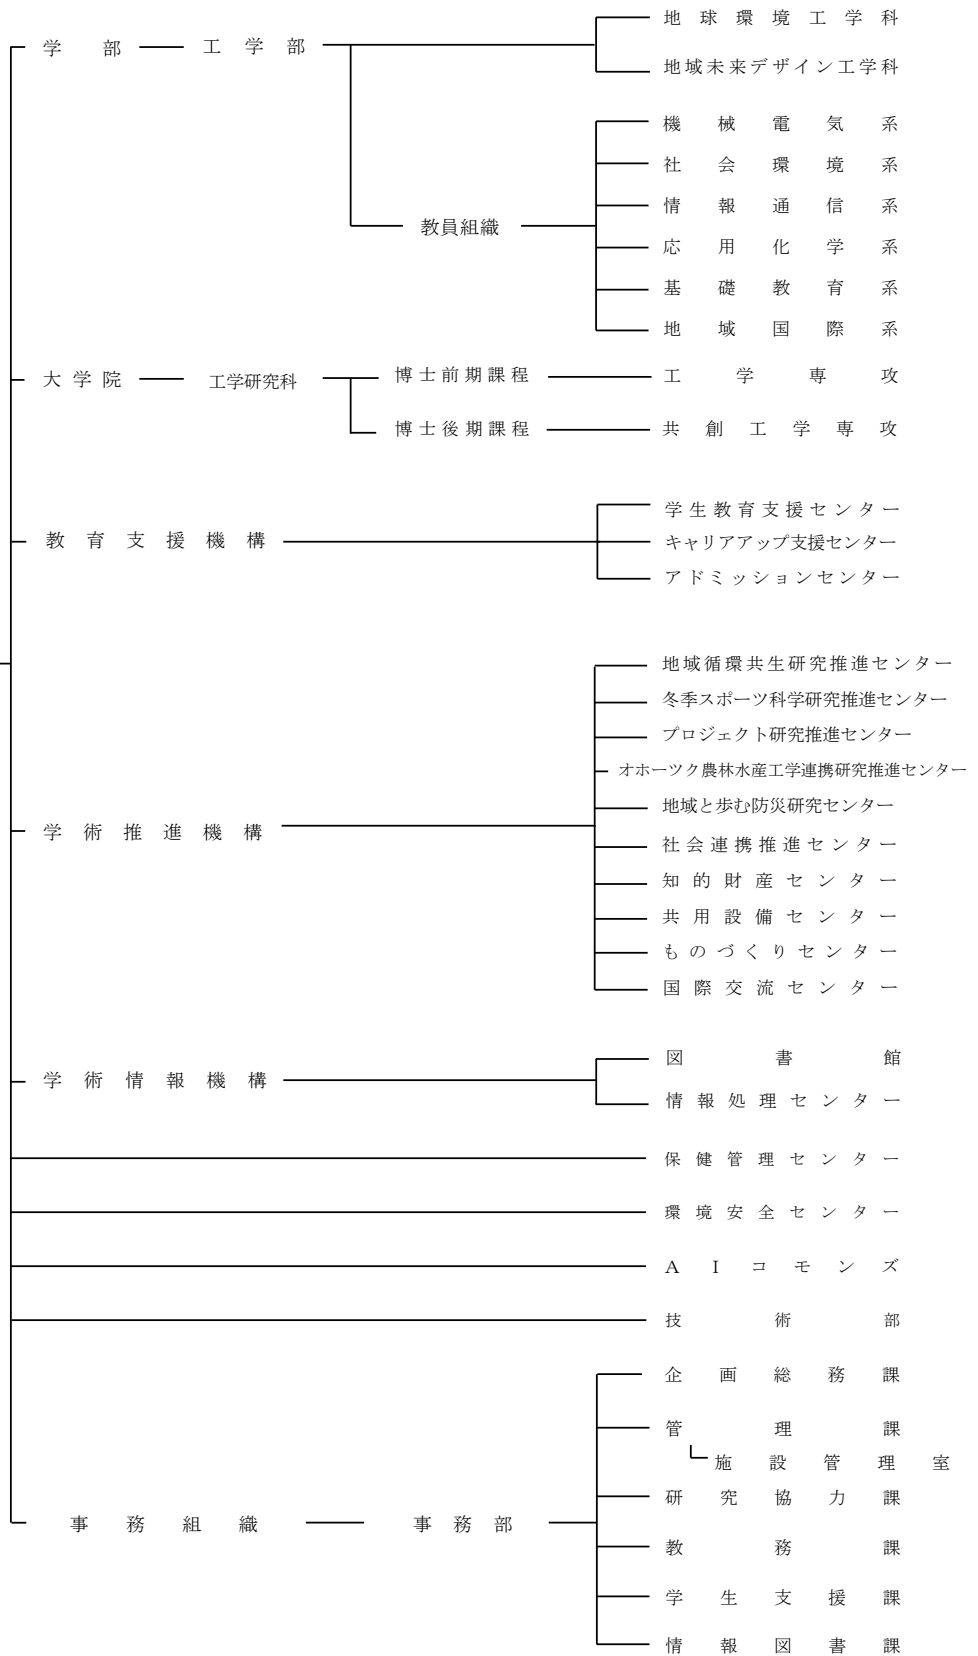 地球環境工学科
学部 工学部
地域未来デザイン工学科
機械電気系
社会環境系
情報通信系
教員組織
応用化学系
基礎教育系
地域国際系
大学院 工学研究科 博士前期課程 工学専攻
博士後期課程 共創工学専攻
学生教育支援センター
教育支援機構 キャリアアップ支援センター
アドミッションセンター
地域循環共生研究推進センター
冬季スポーツ科学研究推進センター
プロジェクト研究推進センター
オホーツク農林水産工学連携研究推進センター
地域と歩む防災研究センター
学術推進機構
社会連携推進センター
知的財産センター
共用設備センター
ものづくりセンター
国際交流センター
図書館
学術情報機構
情報処理センター
保健管理センター
環境安全センター
AIコモンズ
技術部
企画総務課
管理課
施設管理室
研究協力課
事務組織 事務部
教務課
学生支援課
情報図書課